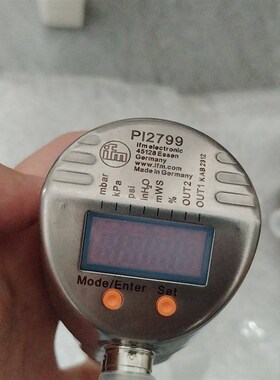 PI2799
ifm electronic
45128 Essen
Germany
www.ifm.com
Made in Germany
ifm
mbar
kPa
psi
inH2O
mWS
%
OUT2
OUT1
KAB2912
Mode/Enter
Set